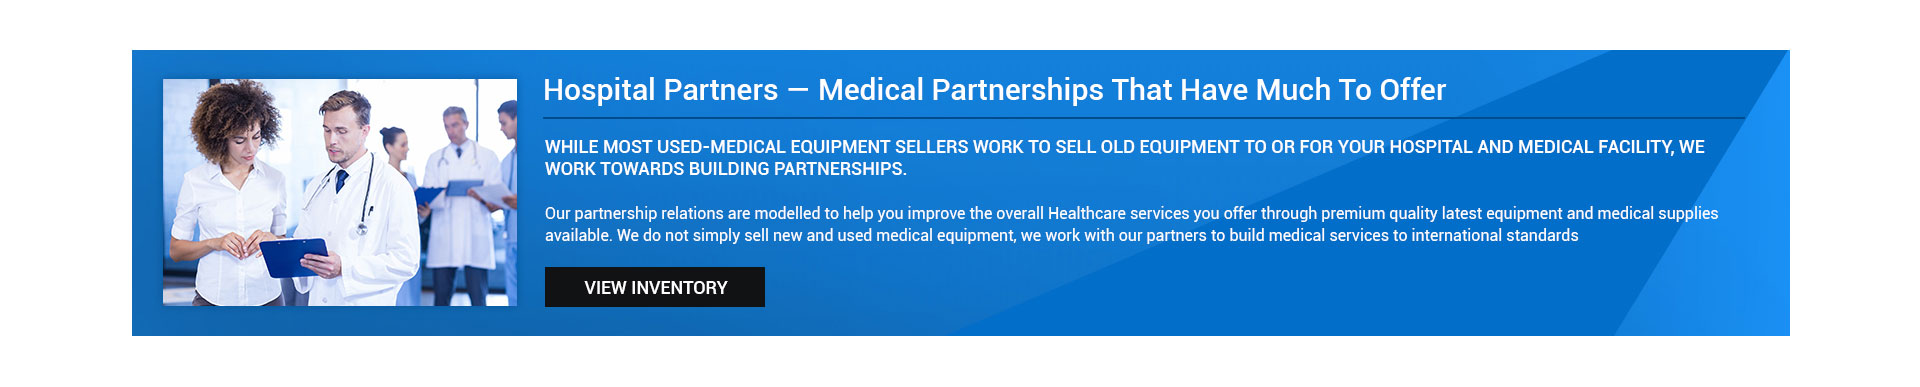 Hospital Partners — Medical Partnerships That Have Much To Offer
WHILE MOST USED-MEDICAL EQUIPMENT SELLERS WORK TO SELL OLD EQUIPMENT TO OR FOR YOUR HOSPITAL AND MEDICAL FACILITY, WE
WORK TOWARDS BUILDING PARTNERSHIPS.
Our partnership relations are modelled to help you improve the overall Healthcare services you offer through premium quality latest equipment and medical supplies
available. We do not simply sell new and used medical equipment, we work with our partners to build medical services to international standards
VIEW INVENTORY